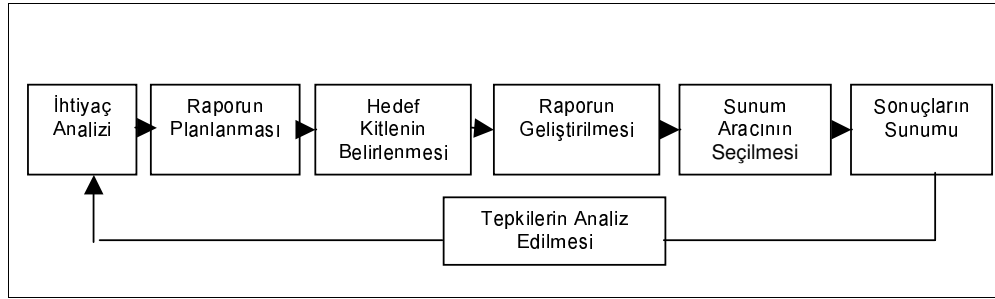 İhtiyaç
Analizi
Raporun
Planlanması
Hedef
Kitlenin
Belirlenmesi
Raporun
Geliştirilmesi
Sunum
Aracının
Seçilmesi
Sonuçların
Sunumu
Tepkilerin Analiz
Edilmesi